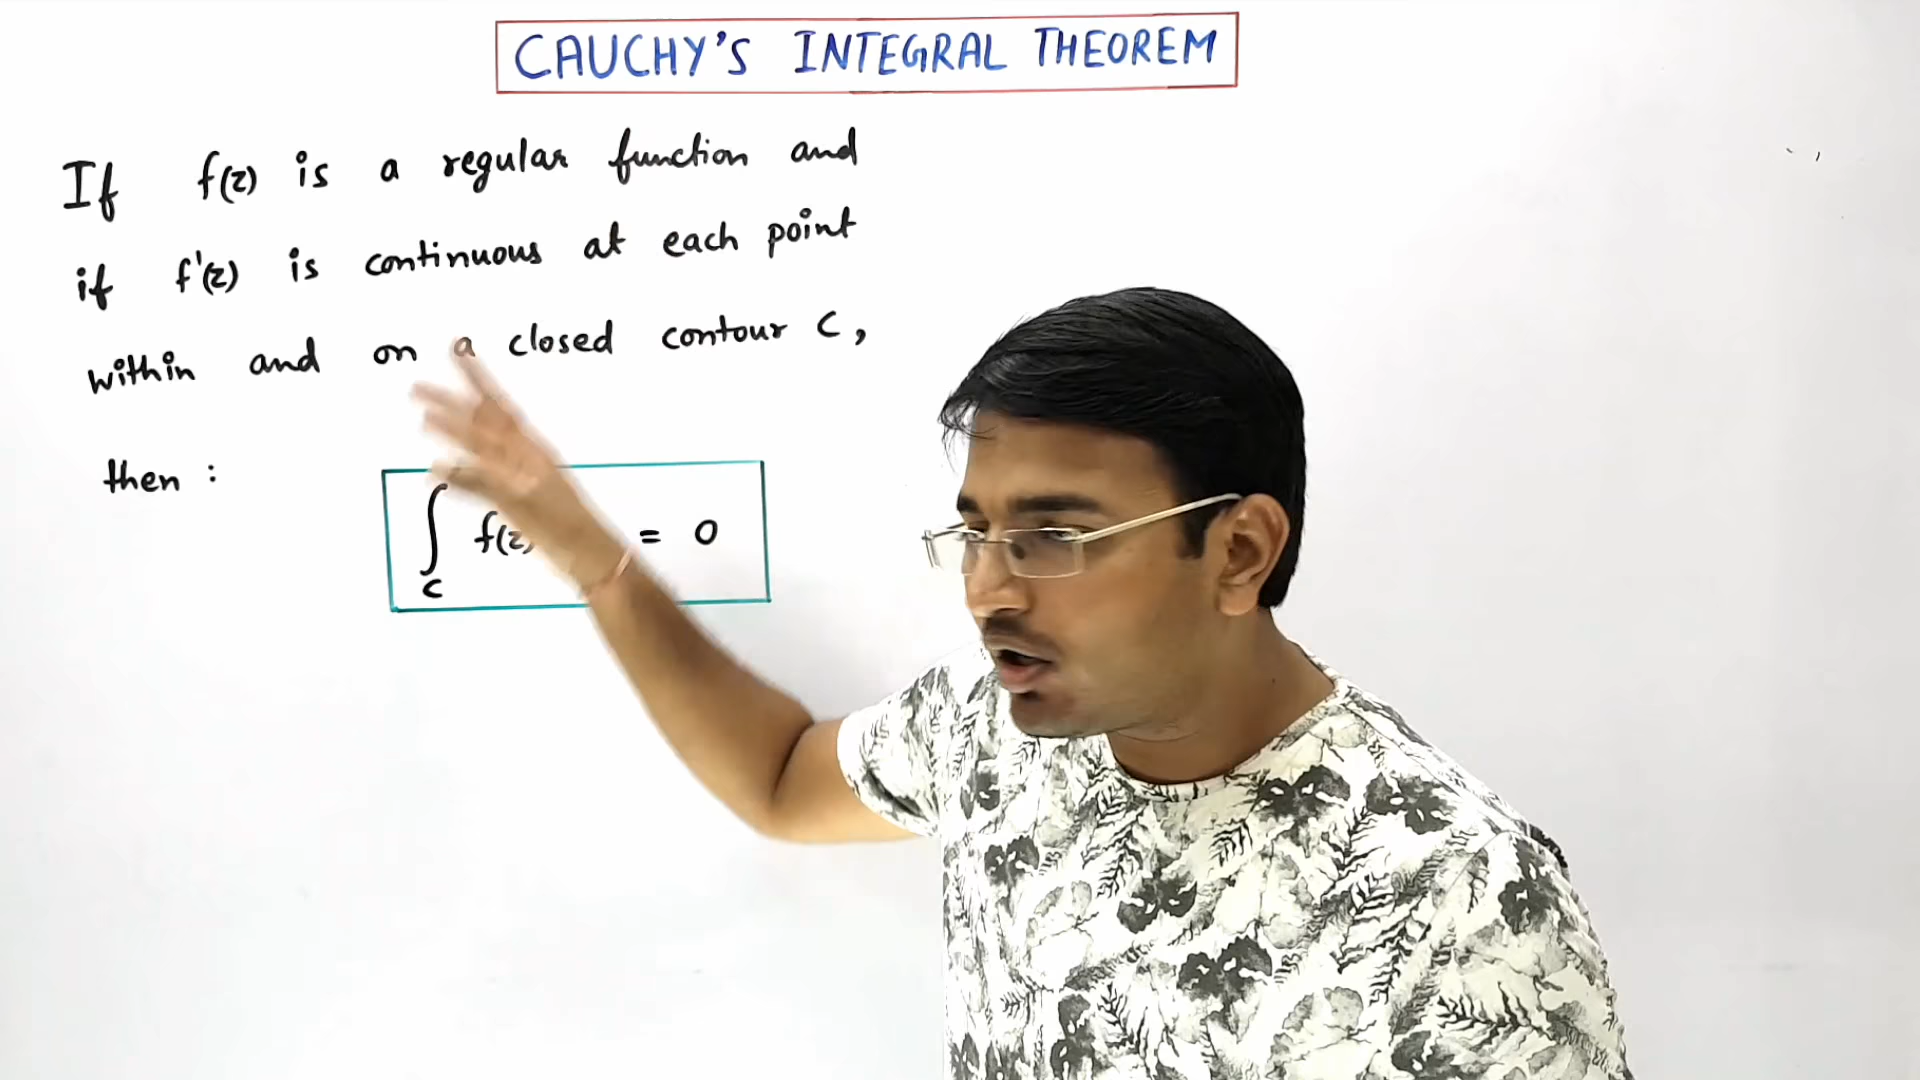 CAUCHY'S INTEGRAL THEOREM
If f(z) is a regular function and
if f'(z) is continuous at each point
within and on a closed contour C,
then :
∫ f(z) = 0
C